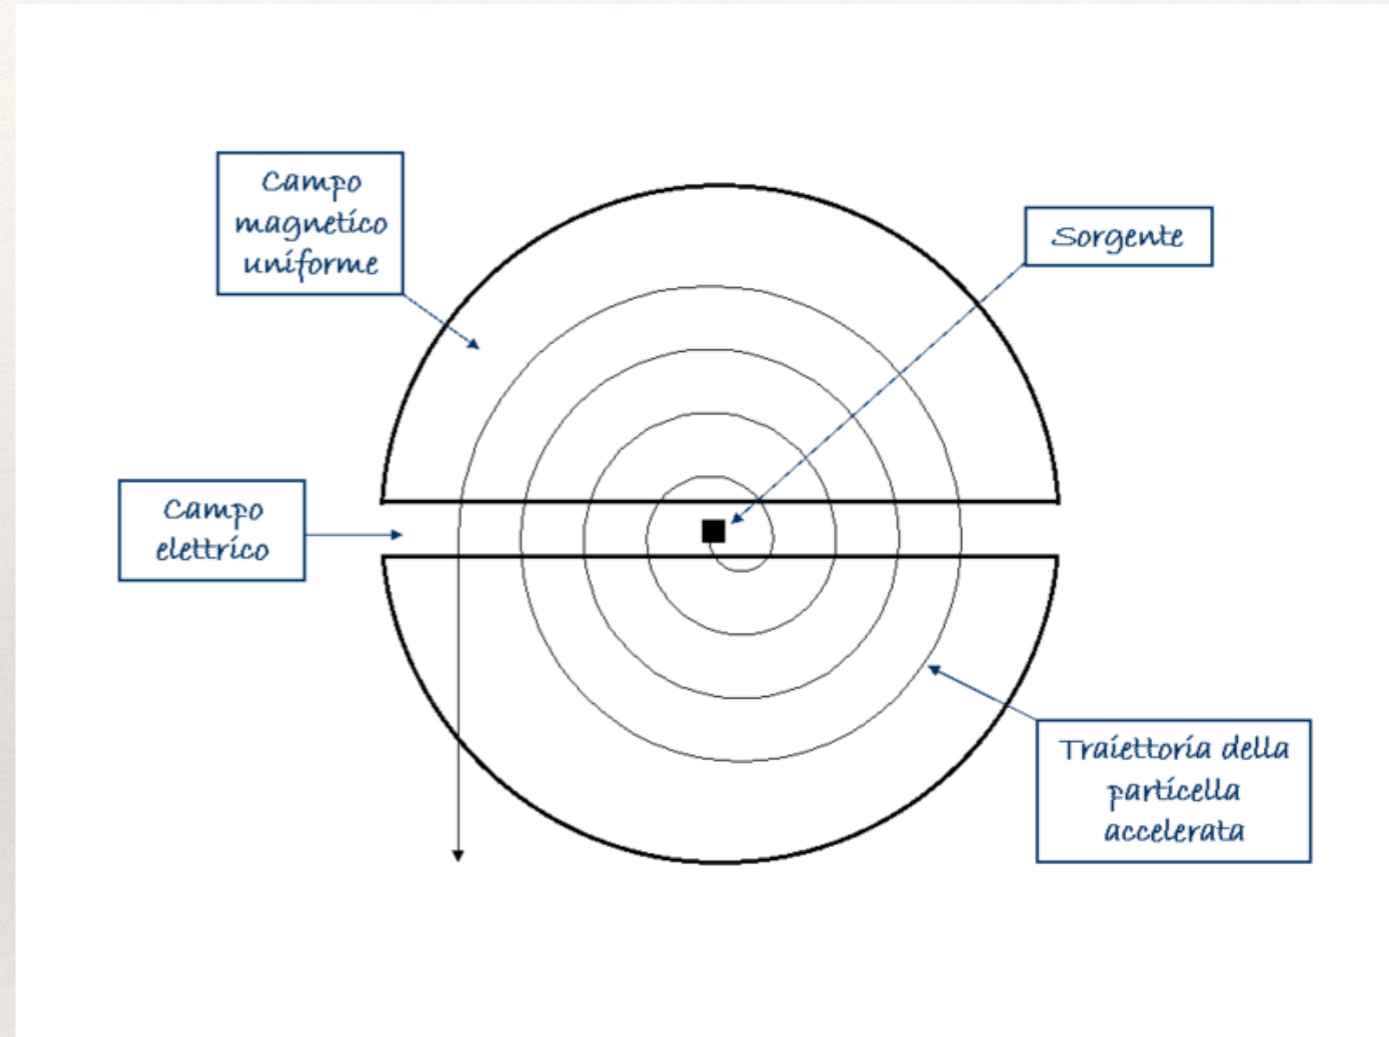 Campo
magnetico
uniforme
Sorgente
Campo
elettrico
Traiettoria della
particella
accelerata